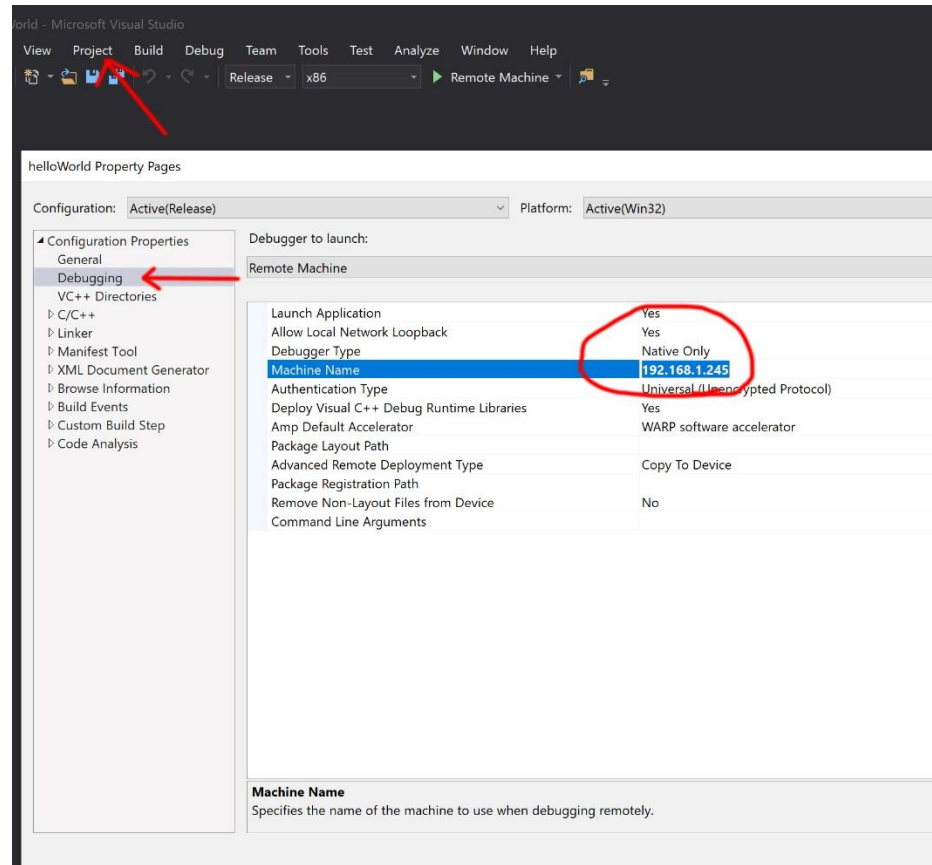 World - Microsoft Visual Studio
View Project Build Debug Team Tools Test Analyze Window Help
Release x86 Remote Machine
helloWorld Property Pages
Configuration: Active(Release) Platform: Active(Win32)
Configuration Properties
General
Debugging
VC++ Directories
C/C++
Linker
Manifest Tool
XML Document Generator
Browse Information
Build Events
Custom Build Step
Code Analysis
Debugger to launch:
Remote Machine
Launch Application Yes
Allow Local Network Loopback Yes
Debugger Type Native Only
Machine Name 192.168.1.245
Authentication Type Universal (Unencrypted Protocol)
Deploy Visual C++ Debug Runtime Libraries Yes
Amp Default Accelerator WARP software accelerator
Package Layout Path
Advanced Remote Deployment Type Copy To Device
Package Registration Path
Remove Non-Layout Files from Device No
Command Line Arguments
Machine Name
Specifies the name of the machine to use when debugging remotely.